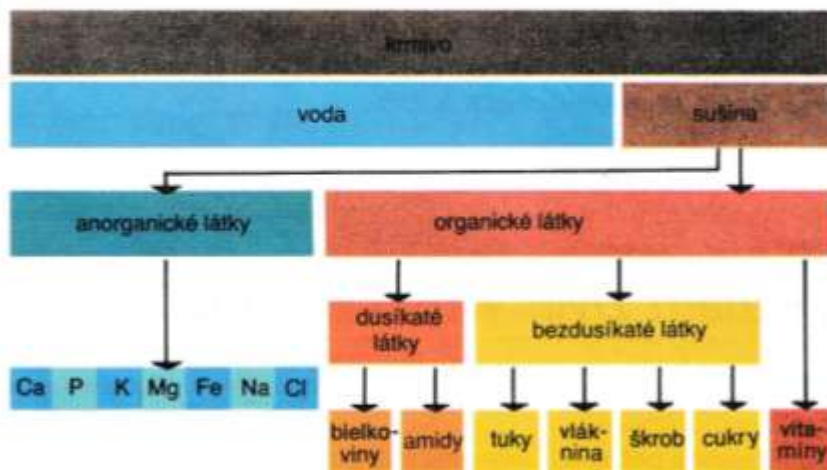 krmivo
voda sušina
anorganické látky organické látky
dusíkaté
látky
bezdusíkaté látky
Ca P K Mg Fe Na Cl
bielko-
viny
amidy
tuky
vlák-
nina
škrob
cukry
vita-
míny